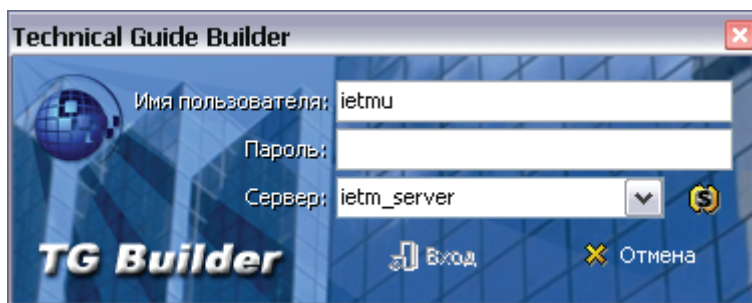 Technical Guide Builder
Имя пользователя: ietmu
Пароль:
Сервер: ietm_server
TG Builder
Вход
Отмена